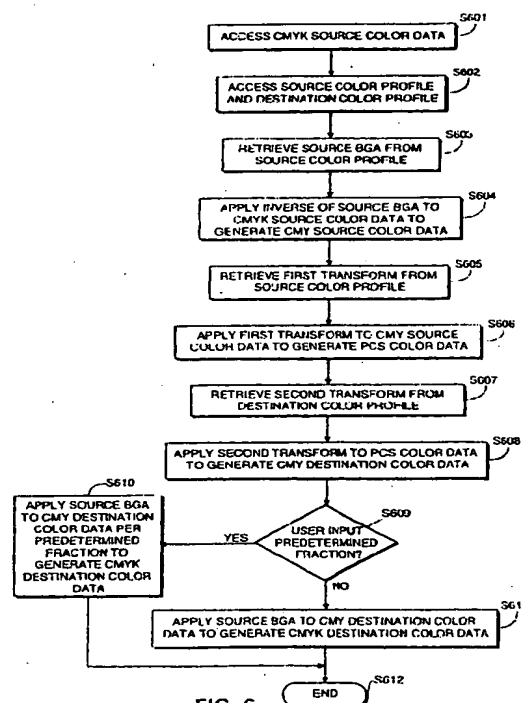 S601
ACCESS CMYK SOURCE COLOR DATA
S602
ACCESS SOURCE COLOR PROFILE
AND DESTINATION COLOR PROFILE
S603
RETRIEVE SOURCE BGA FROM
SOURCE COLOR PROFILE
S604
APPLY INVERSE OF SOURCE BGA TO
CMYK SOURCE COLOR DATA TO
GENERATE CMY SOURCE COLOR DATA
S605
RETRIEVE FIRST TRANSFORM FROM
SOURCE COLOR PROFILE
S606
APPLY FIRST TRANSFORM TO CMY SOURCE
COLOR DATA TO GENERATE PCS COLOR DATA
S607
RETRIEVE SECOND TRANSFORM FROM
DESTINATION COLOR PROFILE
S608
APPLY SECOND TRANSFORM TO PCS COLOR DATA
TO GENERATE CMY DESTINATION COLOR DATA
S609
USER INPUT
PREDETERMINED
FRACTION?
YES
NO
S610
APPLY SOURCE BGA
TO CMY DESTINATION
COLOR DATA PER
PREDETERMINED
FRACTION TO
GENERATE CMYK
DESTINATION COLOR
DATA
S61
APPLY SOURCE BGA TO CMY DESTINATION COLOR
DATA TO GENERATE CMYK DESTINATION COLOR DATA
END
S612
FIG. 6